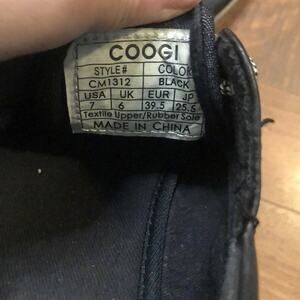 COOGI
STYLE# COLOR
CM1312 BLACK
USA UK EUR JP
7 6 39.5 25.5
Textile Upper/Rubber Sole
MADE IN CHINA